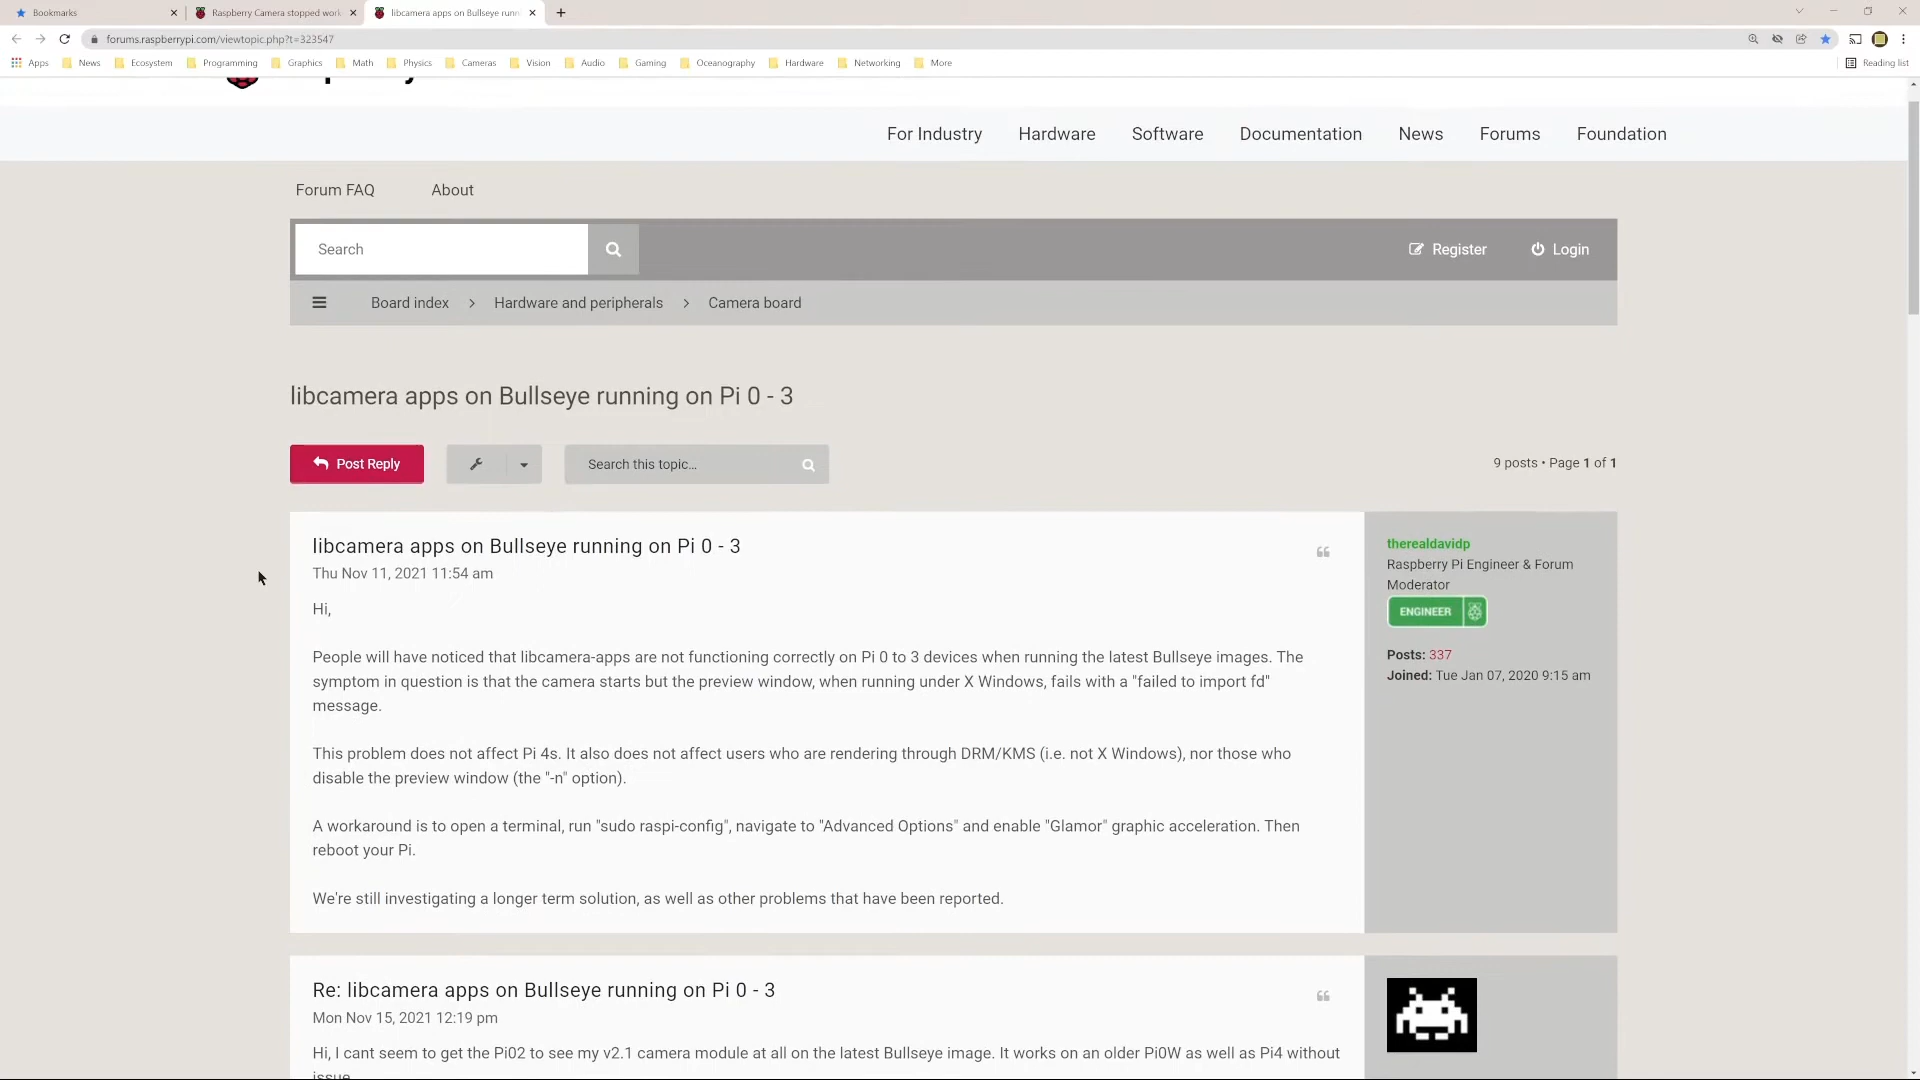 Bookmarks
Raspberry Camera stopped work
libcamera apps on Bullseye runn
forums.raspberrypi.com/viewtopic.php?t=323547
Apps News Ecosystem Programming Graphics Math Physics Cameras Vision Audio Gaming Oceanography Hardware Networking More Reading list
For Industry Hardware Software Documentation News Forums Foundation
Forum FAQ About
Search Register Login
Board index > Hardware and peripherals > Camera board
libcamera apps on Bullseye running on Pi 0 - 3
Post Reply Search this topic... 9 posts • Page 1 of 1
libcamera apps on Bullseye running on Pi 0 - 3
Thu Nov 11, 2021 11:54 am
Hi,
People will have noticed that libcamera-apps are not functioning correctly on Pi 0 to 3 devices when running the latest Bullseye images. The
symptom in question is that the camera starts but the preview window, when running under X Windows, fails with a "failed to import fd"
message.
This problem does not affect Pi 4s. It also does not affect users who are rendering through DRM/KMS (i.e. not X Windows), nor those who
disable the preview window (the "-n" option).
A workaround is to open a terminal, run "sudo raspi-config", navigate to "Advanced Options" and enable "Glamor" graphic acceleration. Then
reboot your Pi.
We're still investigating a longer term solution, as well as other problems that have been reported.
therealdavidp
Raspberry Pi Engineer & Forum
Moderator
ENGINEER
Posts: 337
Joined: Tue Jan 07, 2020 9:15 am
Re: libcamera apps on Bullseye running on Pi 0 - 3
Mon Nov 15, 2021 12:19 pm
Hi, I cant seem to get the Pi02 to see my v2.1 camera module at all on the latest Bullseye image. It works on an older Pi0W as well as Pi4 without
issue.